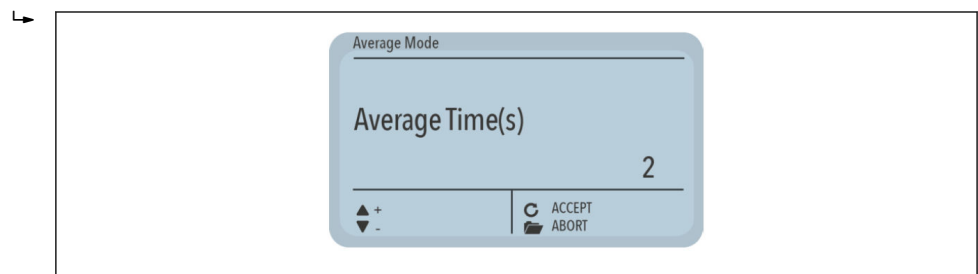 Average Mode
Average Time(s)
2
+
-
ACCEPT
ABORT